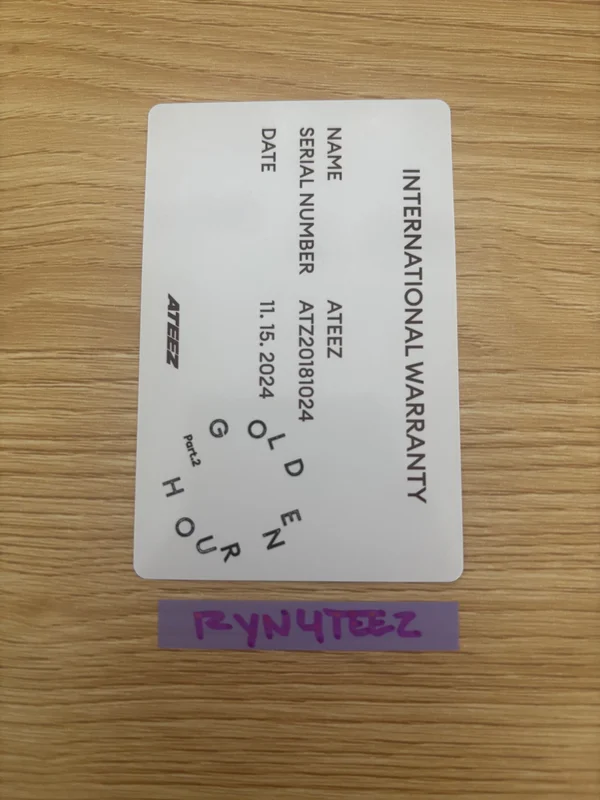 INTERNATIONAL WARRANTY
NAME ATEEZ
SERIAL NUMBER ATZ20181024
DATE 11. 15. 2024
GOLDEN
HOUR
Part.2
ATEEZ
RYN4TEEZ